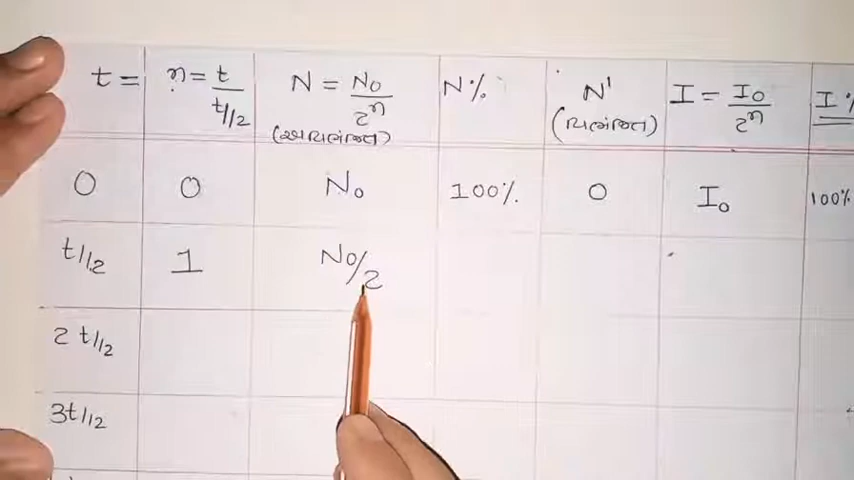 t = n = t / t1/2 N = N0 / 2^n N% N' I = I0 / 2^n I %
(અવિભંજીત) (વિભંજીત)
0 0 N0 100% 0 I0 100%
t1/2 1 N0/2
2 t1/2
3t1/2